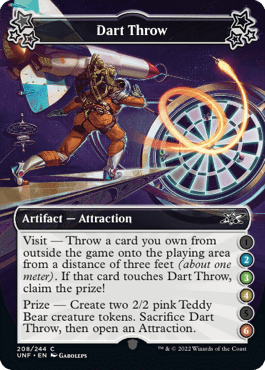 Dart Throw
Artifact — Attraction
Visit — Throw a card you own from
outside the game onto the playing area
from a distance of three feet (about one
meter). If that card touches Dart Throw,
claim the prize!
Prize — Create two 2/2 pink Teddy
Bear creature tokens. Sacrifice Dart
Throw, then open an Attraction.
1
2
3
4
5
6
208/244 C
UNF • EN GABOLEPS
™ & © 2022 Wizards of the Coast